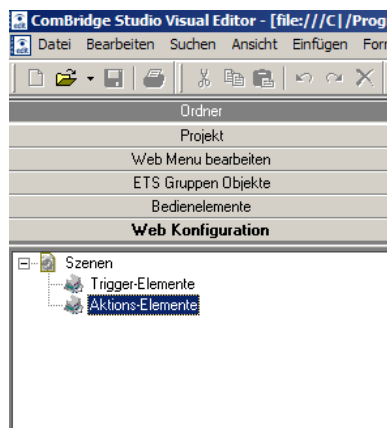 ComBridge Studio Visual Editor - [file:///C|/Prog
Datei Bearbeiten Suchen Ansicht Einfügen For
Ordner
Projekt
Web Menu bearbeiten
ETS Gruppen Objekte
Bedienelemente
Web Konfiguration
Szenen
Trigger-Elemente
Aktions-Elemente